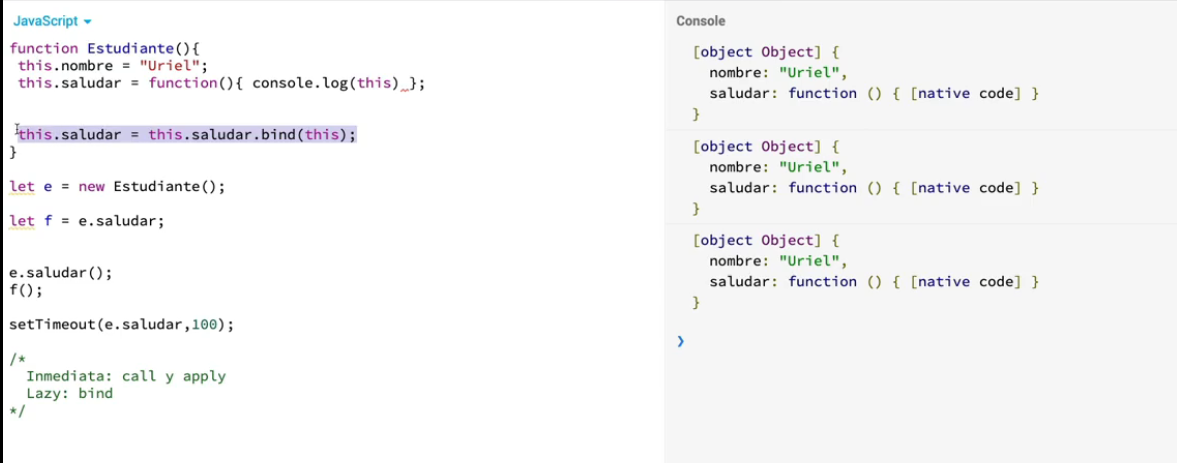 JavaScript
function Estudiante(){
this.nombre = "Uriel";
this.saludar = function(){ console.log(this) };
this.saludar = this.saludar.bind(this);
}
let e = new Estudiante();
let f = e.saludar;
e.saludar();
f();
setTimeout(e.saludar,100);
/*
Inmediata: call y apply
Lazy: bind
*/
Console
[object Object] {
nombre: "Uriel",
saludar: function () { [native code] }
}
[object Object] {
nombre: "Uriel",
saludar: function () { [native code] }
}
[object Object] {
nombre: "Uriel",
saludar: function () { [native code] }
}
❯